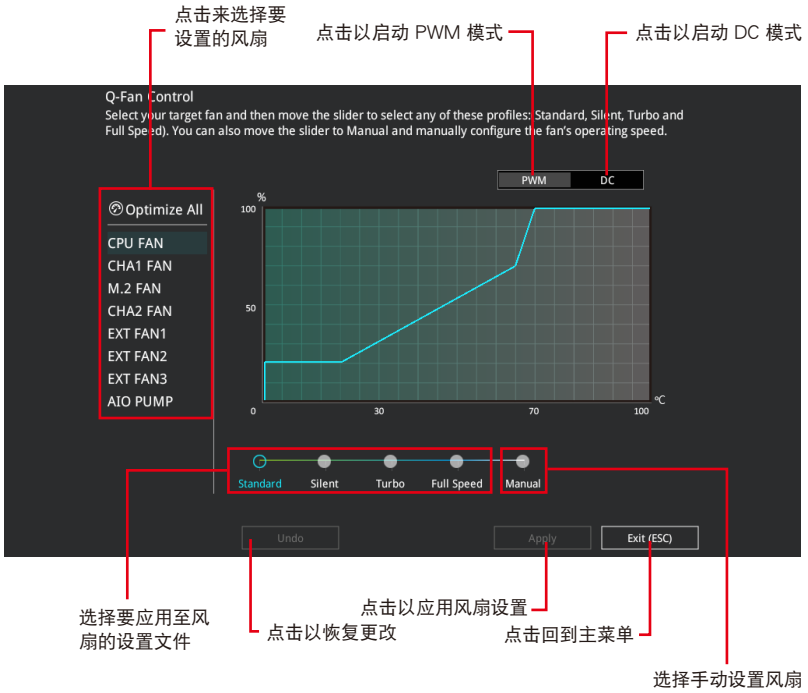 点击来选择要
设置的风扇
点击以启动 PWM 模式
点击以启动 DC 模式
Q-Fan Control
Select your target fan and then move the slider to select any of these profiles: Standard, Silent, Turbo and
Full Speed). You can also move the slider to Manual and manually configure the fan's operating speed.
PWM
DC
Optimize All
CPU FAN
CHA1 FAN
M.2 FAN
CHA2 FAN
EXT FAN1
EXT FAN2
EXT FAN3
AIO PUMP
%
100
50
0
30
70
100
°C
Standard
Silent
Turbo
Full Speed
Manual
Undo
Apply
Exit (ESC)
选择要应用至风
扇的设置文件
点击以恢复更改
点击以应用风扇设置
点击回到主菜单
选择手动设置风扇